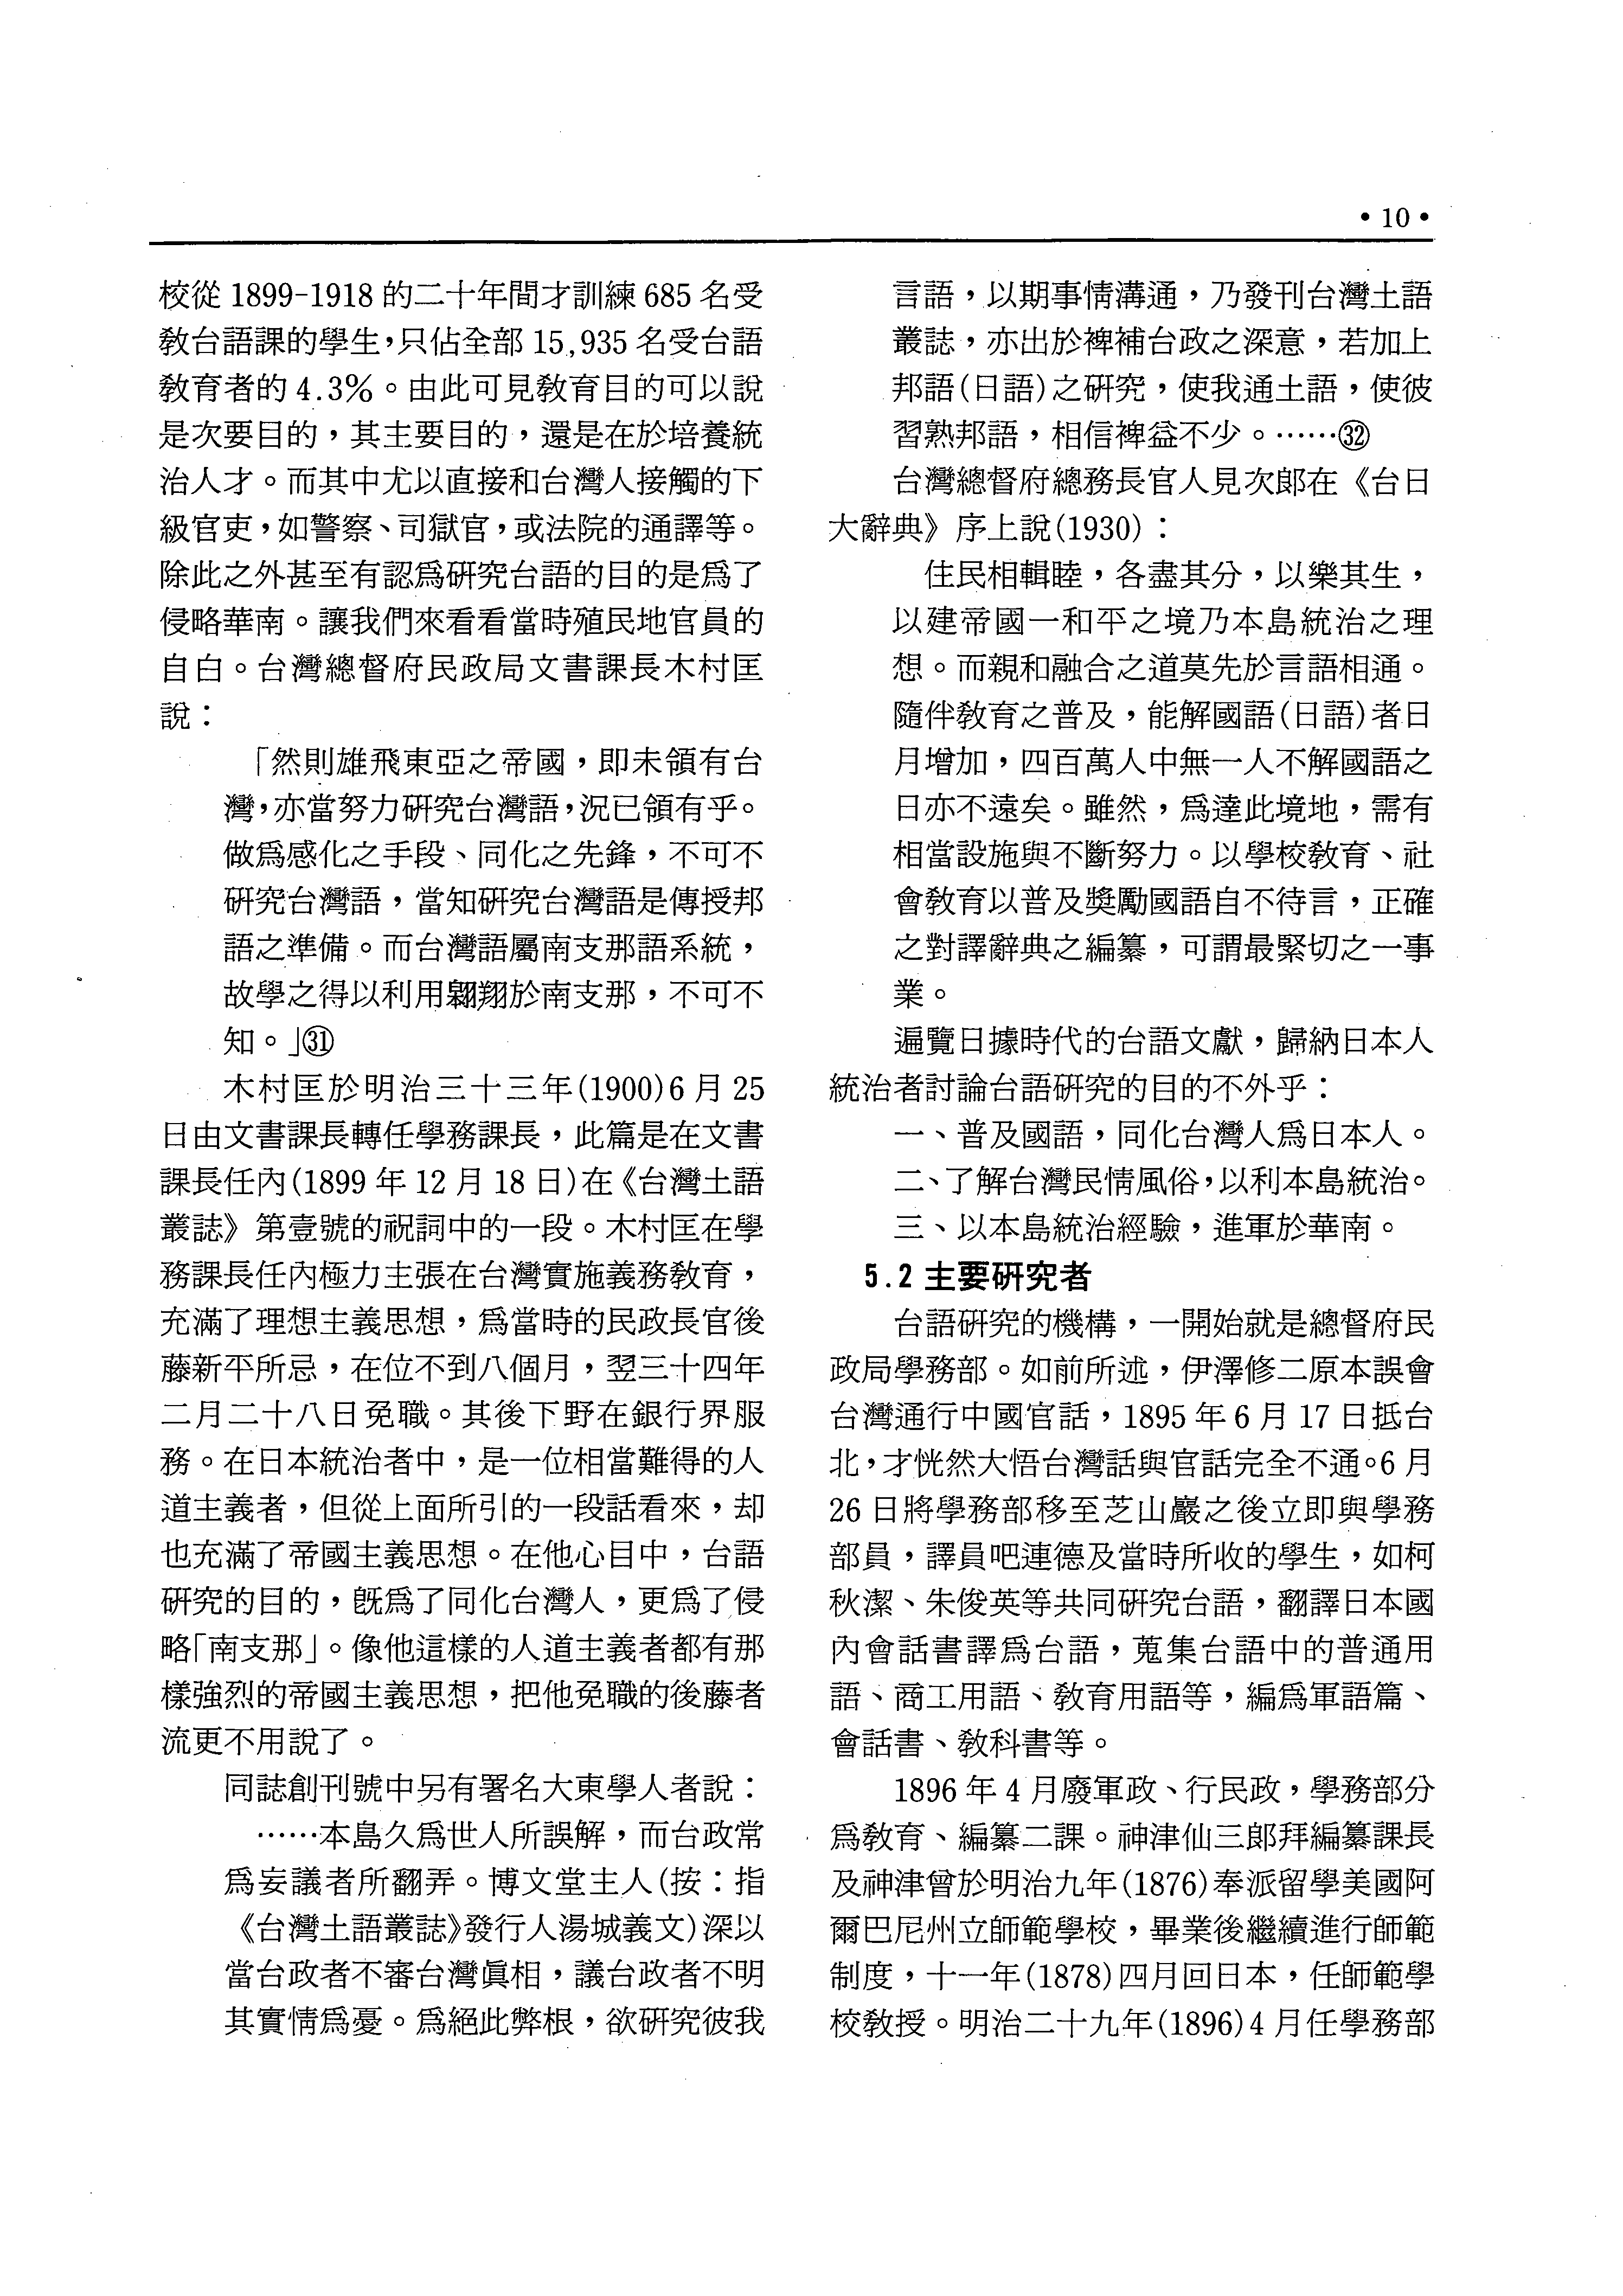 • 10 •
校從 1899-1918 的二十年間才訓練 685 名受
敎台語課的學生，只佔全部 15,935 名受台語
敎育者的 4.3%。由此可見敎育目的可以說
是次要目的，其主要目的，還是在於培養統
治人才。而其中尤以直接和台灣人接觸的下
級官吏，如警察、司獄官，或法院的通譯等。
除此之外甚至有認爲研究台語的目的是爲了
侵略華南。讓我們來看看當時殖民地官員的
自白。台灣總督府民政局文書課長木村匡
說：
「然則雄飛東亞之帝國，即未領有台
灣，亦當努力研究台灣語，況已領有乎。
做爲感化之手段、同化之先鋒，不可不
研究台灣語，當知研究台灣語是傳授邦
語之準備。而台灣語屬南支那語系統，
故學之得以利用翺翔於南支那，不可不
知。」㉛
木村匡於明治三十三年(1900)6 月 25
日由文書課長轉任學務課長，此篇是在文書
課長任內(1899 年 12 月 18 日)在《台灣土語
叢誌》第壹號的祝詞中的一段。木村匡在學
務課長任內極力主張在台灣實施義務敎育，
充滿了理想主義思想，爲當時的民政長官後
藤新平所忌，在位不到八個月，翌三十四年
二月二十八日免職。其後下野在銀行界服
務。在日本統治者中，是一位相當難得的人
道主義者，但從上面所引的一段話看來，却
也充滿了帝國主義思想。在他心目中，台語
研究的目的，旣爲了同化台灣人，更爲了侵
略「南支那」。像他這樣的人道主義者都有那
樣強烈的帝國主義思想，把他免職的後藤者
流更不用說了。
同誌創刊號中另有署名大東學人者說：
……本島久爲世人所誤解，而台政常
爲妄議者所翻弄。博文堂主人(按：指
《台灣土語叢誌》發行人湯城義文)深以
當台政者不審台灣眞相，議台政者不明
其實情爲憂。爲絕此弊根，欲研究彼我
言語，以期事情溝通，乃發刊台灣土語
叢誌，亦出於裨補台政之深意，若加上
邦語(日語)之研究，使我通土語，使彼
習熟邦語，相信裨益不少。……㉜
台灣總督府總務長官人見次郎在《台日
大辭典》序上說(1930)：
住民相輯睦，各盡其分，以樂其生，
以建帝國一和平之境乃本島統治之理
想。而親和融合之道莫先於言語相通。
隨伴敎育之普及，能解國語(日語)者日
月增加，四百萬人中無一人不解國語之
日亦不遠矣。雖然，爲達此境地，需有
相當設施與不斷努力。以學校敎育、社
會敎育以普及獎勵國語自不待言，正確
之對譯辭典之編纂，可謂最緊切之一事
業。
遍覽日據時代的台語文獻，歸納日本人
統治者討論台語研究的目的不外乎：
一、普及國語，同化台灣人爲日本人。
二、了解台灣民情風俗，以利本島統治。
三、以本島統治經驗，進軍於華南。
5.2 主要研究者
台語研究的機構，一開始就是總督府民
政局學務部。如前所述，伊澤修二原本誤會
台灣通行中國官話，1895 年 6 月 17 日抵台
北，才恍然大悟台灣話與官話完全不通。6 月
26 日將學務部移至芝山巖之後立即與學務
部員，譯員吧連德及當時所收的學生，如柯
秋潔、朱俊英等共同研究台語，翻譯日本國
內會話書譯爲台語，蒐集台語中的普通用
語、商工用語、敎育用語等，編爲軍語篇、
會話書、敎科書等。
1896 年 4 月廢軍政、行民政，學務部分
爲敎育、編纂二課。神津仙三郎拜編纂課長
及神津曾於明治九年(1876)奉派留學美國阿
爾巴尼州立師範學校，畢業後繼續進行師範
制度，十一年(1878)四月回日本，任師範學
校敎授。明治二十九年(1896)4 月任學務部